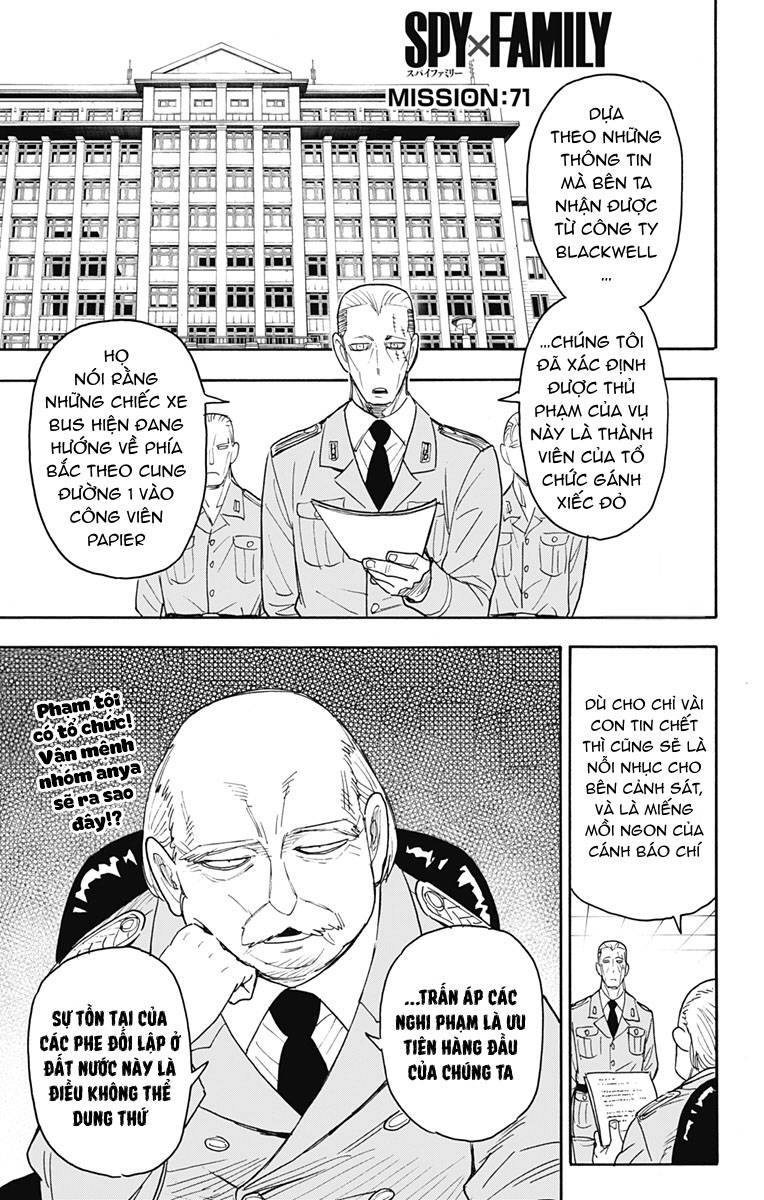 SPY×FAMILY
スパイファミリー
MISSION:71
DỰA
THEO NHỮNG
THÔNG TIN
MÀ BÊN TA
NHẬN ĐƯỢC
TỪ CÔNG TY
BLACKWELL
...
...CHÚNG TÔI
ĐÃ XÁC ĐỊNH
ĐƯỢC THỦ
PHẠM CỦA VỤ
NÀY LÀ THÀNH
VIÊN CỦA TỔ
CHỨC GÁNH
XIẾC ĐỎ
HỌ
NÓI RẰNG
NHỮNG CHIẾC XE
BUS HIỆN ĐANG
HƯỚNG VỀ PHÍA
BẮC THEO CUNG
ĐƯỜNG 1 VÀO
CÔNG VIÊN
PAPIER
DÙ CHO CHỈ VÀI
CON TIN CHẾT
THÌ CŨNG SẼ LÀ
NỖI NHỤC CHO
BÊN CẢNH SÁT,
VÀ LÀ MIẾNG
MỒI NGON CỦA
CÁNH BÁO CHÍ
Phạm tội
có tổ chức!
Vận mệnh
nhóm anya
sẽ ra sao
đây!?
...TRẤN ÁP CÁC
NGHI PHẠM LÀ ƯU
TIÊN HÀNG ĐẦU
CỦA CHÚNG TA
SỰ TỒN TẠI CỦA
CÁC PHE ĐỐI LẬP Ở
ĐẤT NƯỚC NÀY LÀ
ĐIỀU KHÔNG THỂ
DUNG THỨ